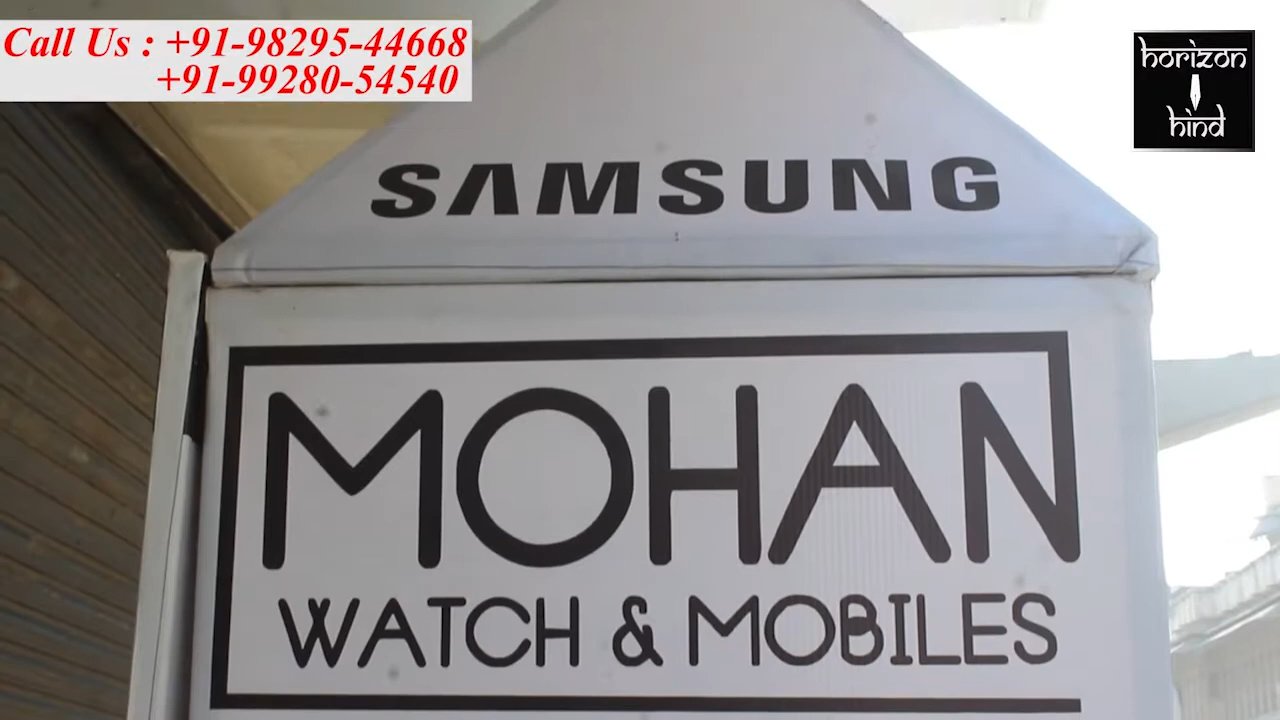 Call Us : +91-98295-44668
+91-99280-54540
horizon
hind
SAMSUNG
MOHAN
WATCH & MOBILES